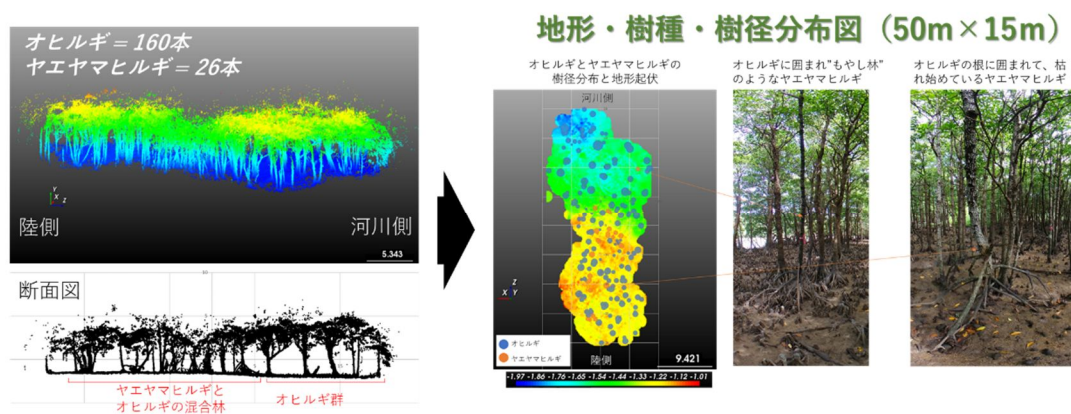 オヒルギ = 160本
ヤエヤマヒルギ = 26本
陸側
河川側
5.343
断面図
ヤエヤマヒルギと
オヒルギの混合林
オヒルギ群
地形・樹種・樹径分布図（50m×15m）
オヒルギとヤエヤマヒルギの
樹径分布と地形起伏
河川側
オヒルギ
ヤエヤマヒルギ
陸側
9.421
-1.97 -1.86 -1.76 -1.65 -1.54 -1.44 -1.33 -1.22 -1.12 -1.01
オヒルギに囲まれ"もやし林"
のようなヤエヤマヒルギ
オヒルギの根に囲まれて、枯
れ始めているヤエヤマヒルギ